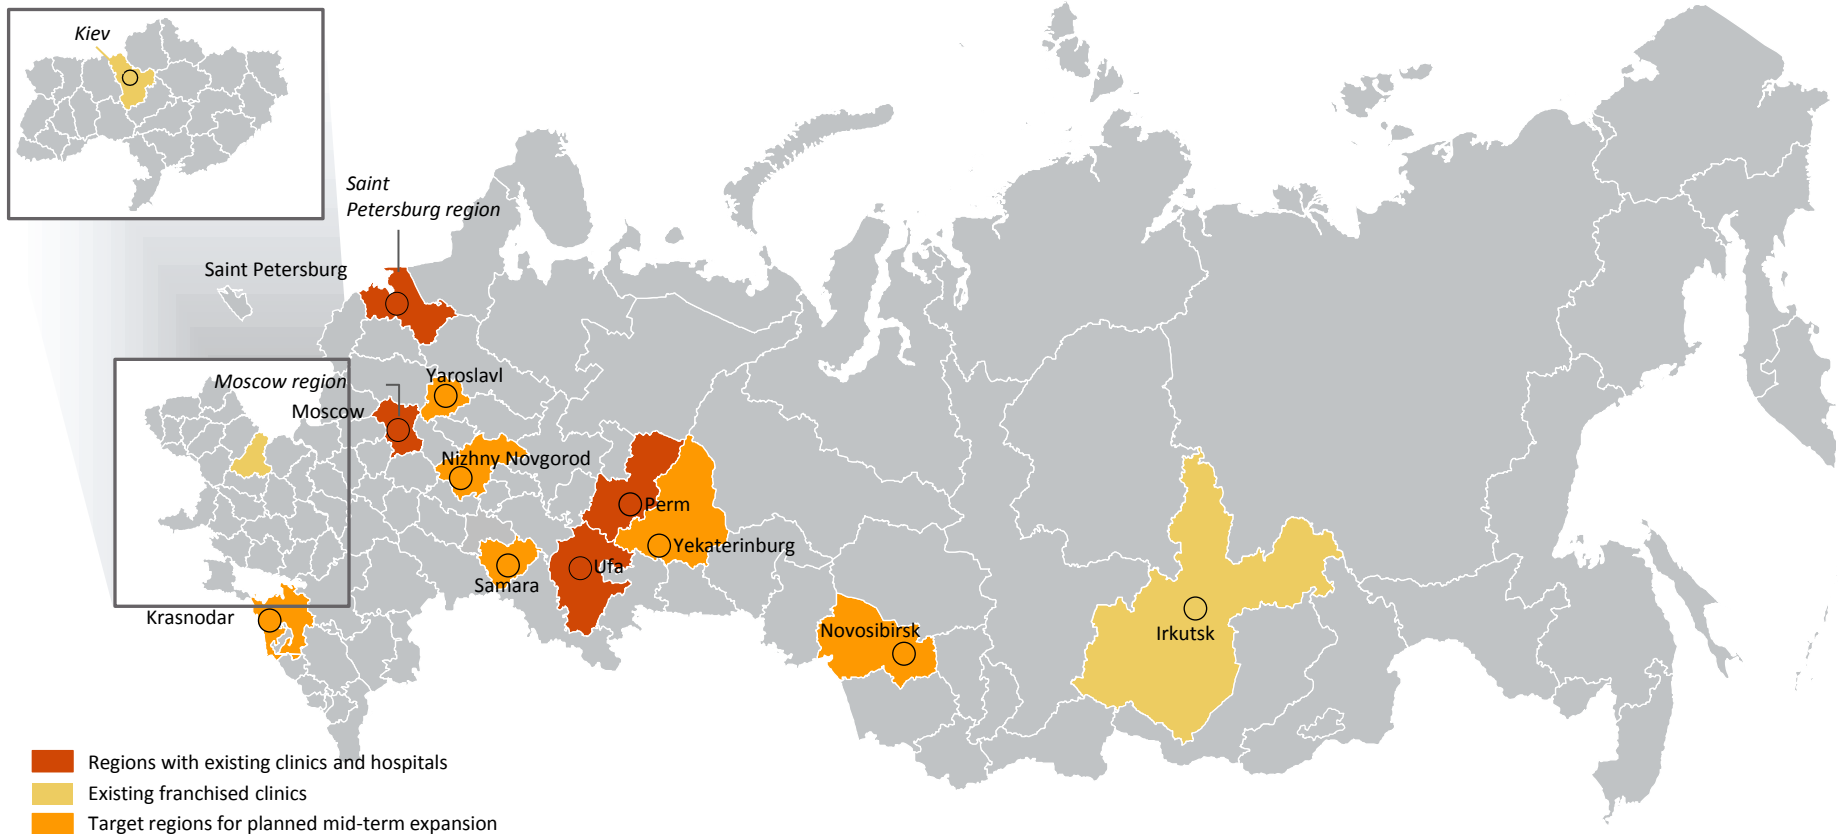 Kiev
Saint
Petersburg region
Saint Petersburg
Moscow region
Yaroslavl
Moscow
Nizhny Novgorod
Perm
Yekaterinburg
Ufa
Samara
Krasnodar
Novosibirsk
Irkutsk
Regions with existing clinics and hospitals
Existing franchised clinics
Target regions for planned mid-term expansion